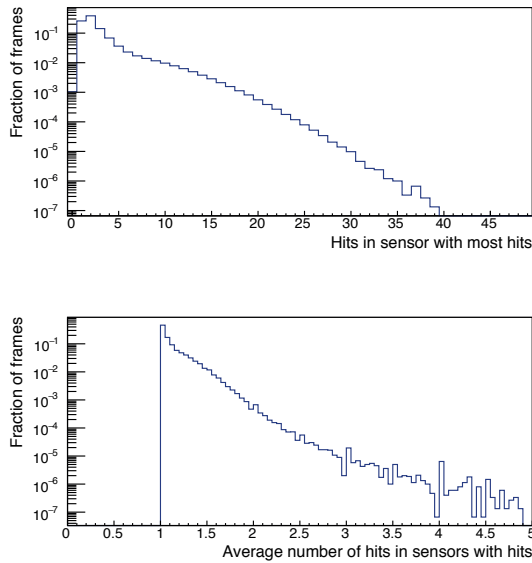 Fraction of frames
10⁻¹
10⁻²
10⁻³
10⁻⁴
10⁻⁵
10⁻⁶
10⁻⁷
0 5 10 15 20 25 30 35 40 45
Hits in sensor with most hits
Fraction of frames
10⁻¹
10⁻²
10⁻³
10⁻⁴
10⁻⁵
10⁻⁶
10⁻⁷
0 0.5 1 1.5 2 2.5 3 3.5 4 4.5 5
Average number of hits in sensors with hits